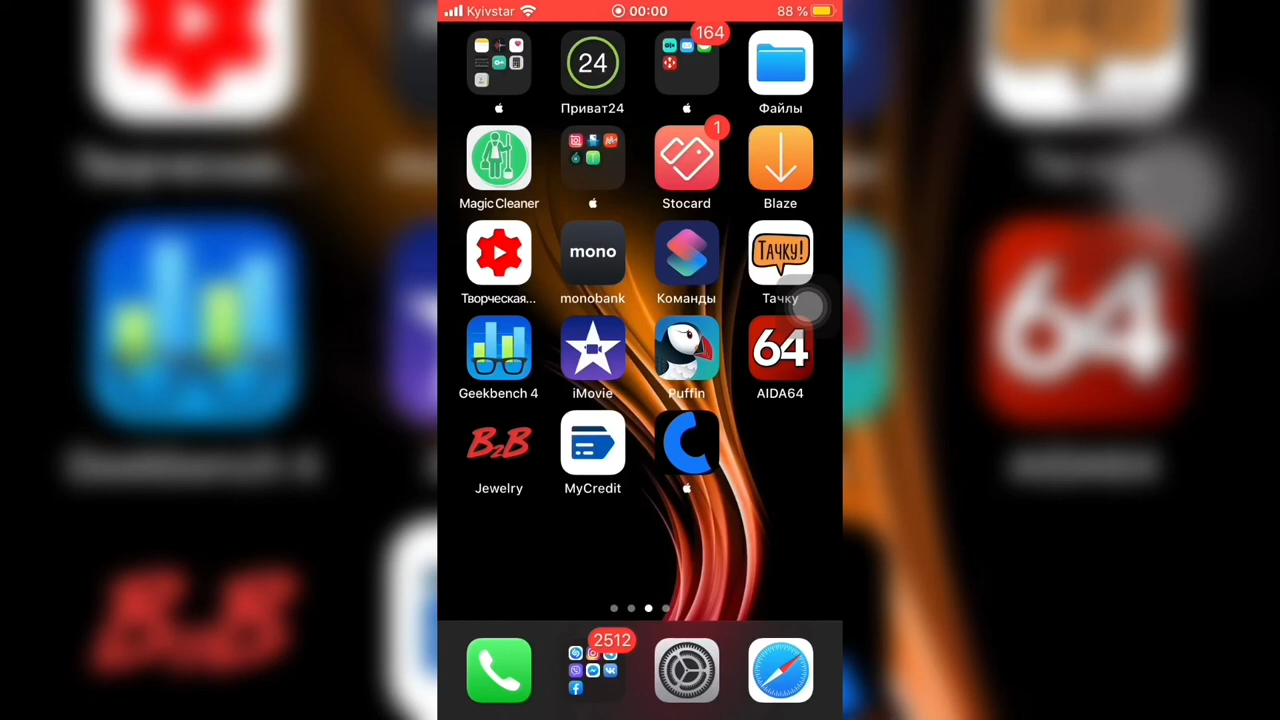 Kyivstar 00:00 88 %
164
24
Приват24 Файлы
1
Magic Cleaner Stocard Blaze
mono ТАЧКУ!
Творческая... monobank Команды Тачку
64
Geekbench 4 iMovie Puffin AIDA64
B2B
Jewelry MyCredit
2512